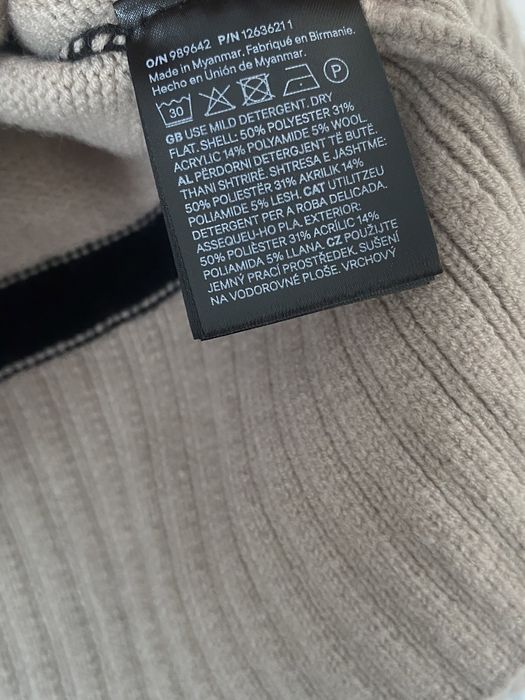 O/N 989642 P/N 1263621 1
Made in Myanmar. Fabriqué en Birmanie.
Hecho en Unión de Myanmar.
30 P
GB USE MILD DETERGENT. DRY
FLAT. SHELL: 50% POLYESTER 31%
ACRYLIC 14% POLYAMIDE 5% WOOL.
AL PËRDORNI DETERGJENT TË BUTË.
THANI SHTRIRË. SHTRESA E JASHTME:
50% POLIESTËR 31% AKRILIK 14%
POLIAMIDE 5% LESH. CAT UTILITZEU
DETERGENT PER A ROBA DELICADA.
ASSEQUEU-HO PLA. EXTERIOR:
50% POLIÈSTER 31% ACRÍLIC 14%
POLIAMIDA 5% LLANA. CZ POUŽIJTE
JEMNÝ PRACÍ PROSTŘEDEK. SUŠENÍ
NA VODOROVNÉ PLOŠE. VRCHOVÝ